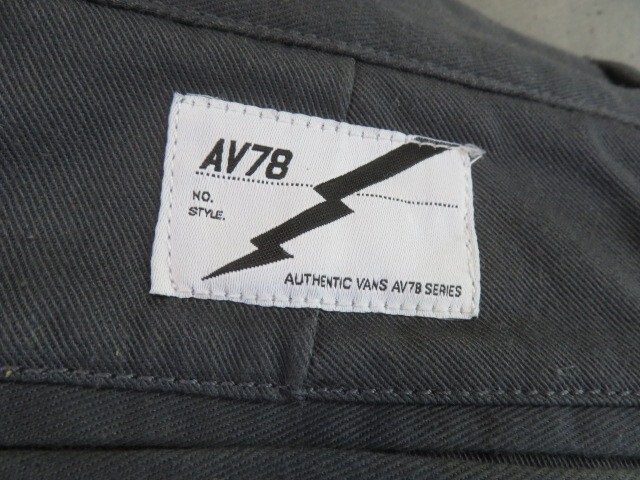 AV78
NO.
STYLE.
AUTHENTIC VANS AV78 SERIES